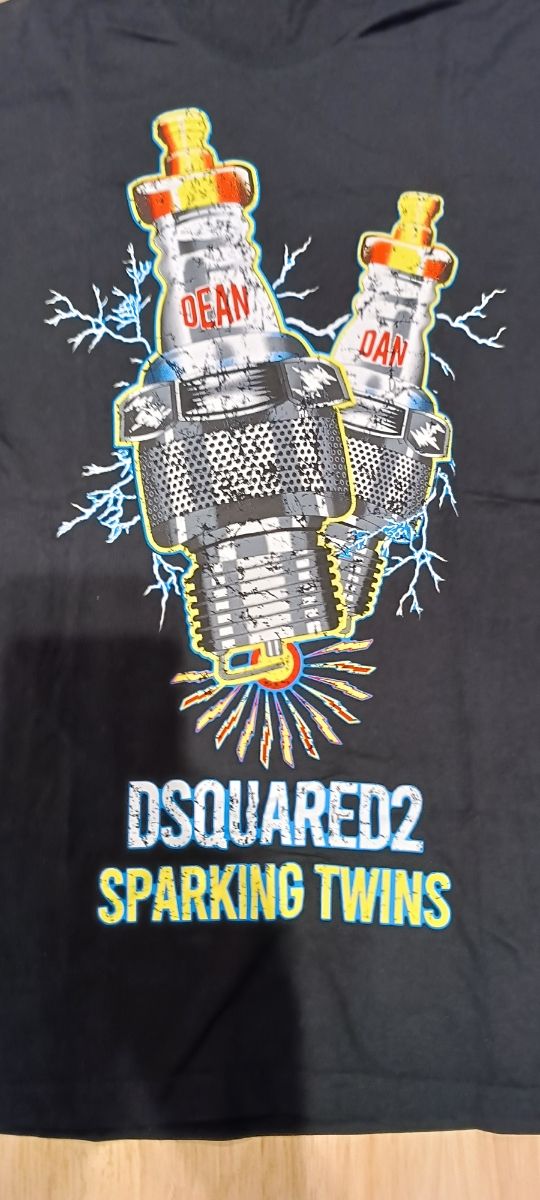 DEAN
DAN
DSQUARED2
SPARKING TWINS